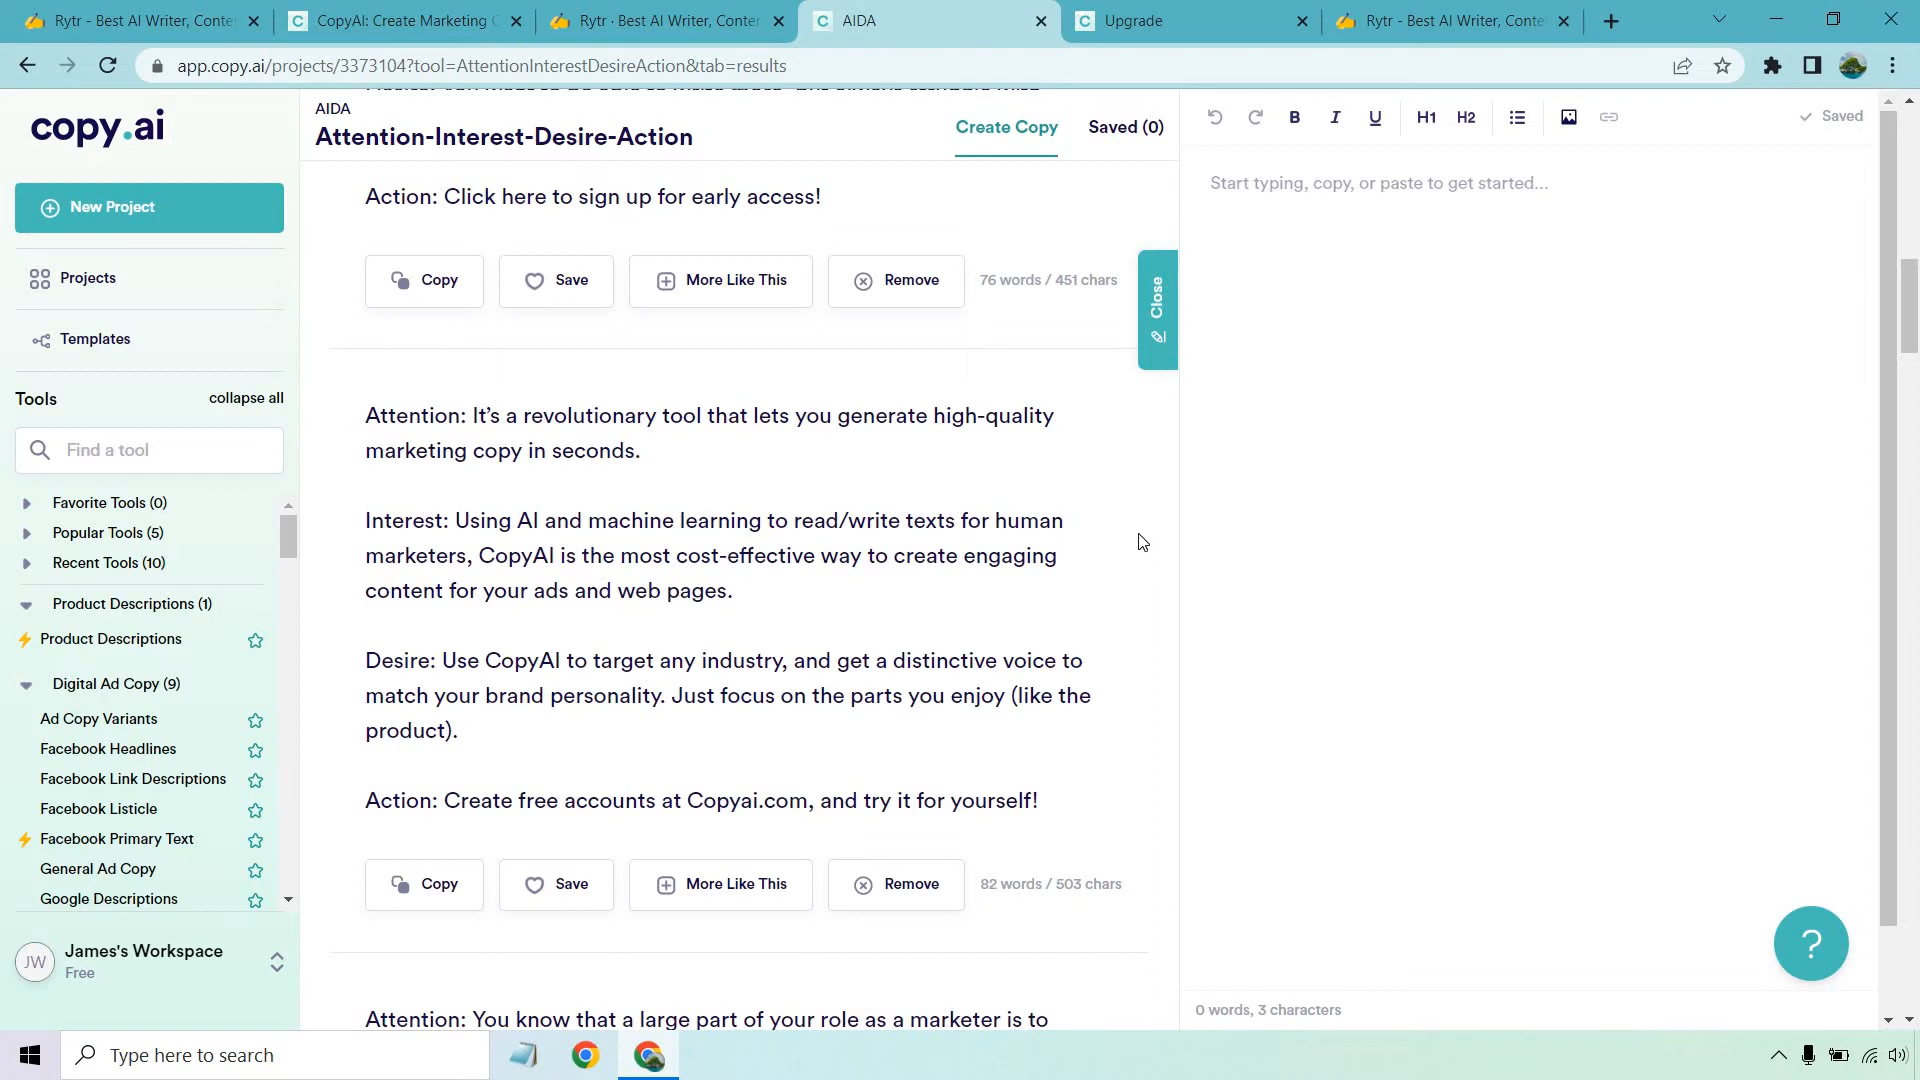 Rytr - Best AI Writer, Conte
CopyAI: Create Marketing C
Rytr · Best AI Writer, Conter
AIDA
Upgrade
Rytr - Best AI Writer, Conte
app.copy.ai/projects/3373104?tool=AttentionInterestDesireAction&tab=results
copy.ai
New Project
Projects
Templates
Tools
collapse all
Find a tool
Favorite Tools (0)
Popular Tools (5)
Recent Tools (10)
Product Descriptions (1)
Product Descriptions
Digital Ad Copy (9)
Ad Copy Variants
Facebook Headlines
Facebook Link Descriptions
Facebook Listicle
Facebook Primary Text
General Ad Copy
Google Descriptions
JW
James's Workspace
Free
AIDA
Attention-Interest-Desire-Action
Create Copy
Saved (0)
Action: Click here to sign up for early access!
Copy
Save
More Like This
Remove
76 words / 451 chars
Close
Attention: It's a revolutionary tool that lets you generate high-quality
marketing copy in seconds.
Interest: Using AI and machine learning to read/write texts for human
marketers, CopyAI is the most cost-effective way to create engaging
content for your ads and web pages.
Desire: Use CopyAI to target any industry, and get a distinctive voice to
match your brand personality. Just focus on the parts you enjoy (like the
product).
Action: Create free accounts at Copyai.com, and try it for yourself!
Copy
Save
More Like This
Remove
82 words / 503 chars
Attention: You know that a large part of your role as a marketer is to
B
I
U
H1
H2
Saved
Start typing, copy, or paste to get started...
?
0 words, 3 characters
Type here to search